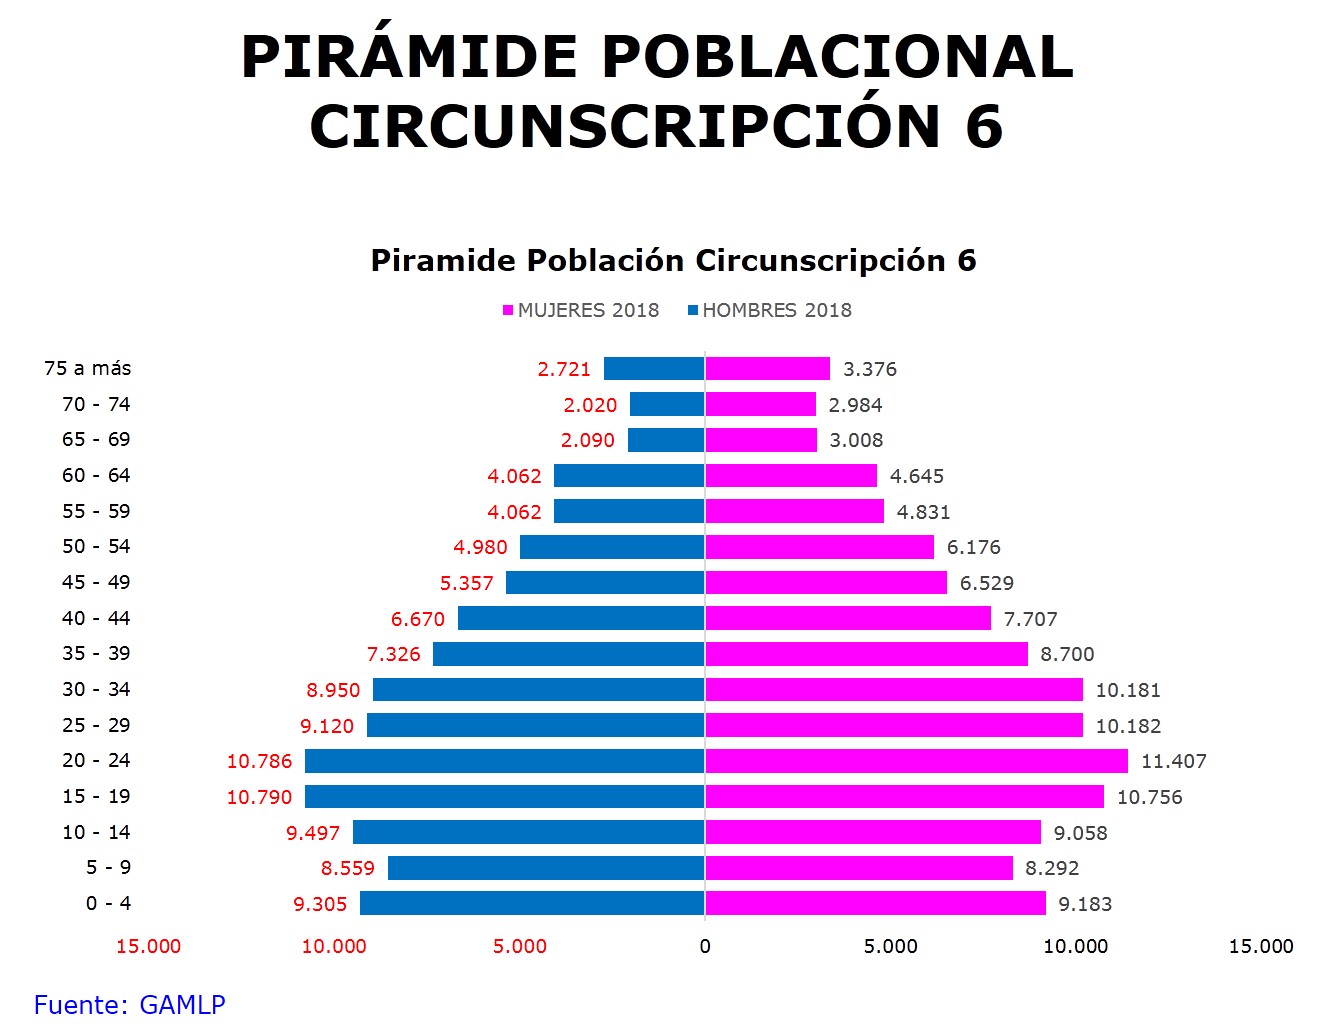 PIRÁMIDE POBLACIONAL
CIRCUNSCRIPCIÓN 6
Piramide Población Circunscripción 6
MUJERES 2018 HOMBRES 2018
75 a más 2.721 3.376
70 - 74 2.020 2.984
65 - 69 2.090 3.008
60 - 64 4.062 4.645
55 - 59 4.062 4.831
50 - 54 4.980 6.176
45 - 49 5.357 6.529
40 - 44 6.670 7.707
35 - 39 7.326 8.700
30 - 34 8.950 10.181
25 - 29 9.120 10.182
20 - 24 10.786 11.407
15 - 19 10.790 10.756
10 - 14 9.497 9.058
5 - 9 8.559 8.292
0 - 4 9.305 9.183
15.000 10.000 5.000 0 5.000 10.000 15.000
Fuente: GAMLP